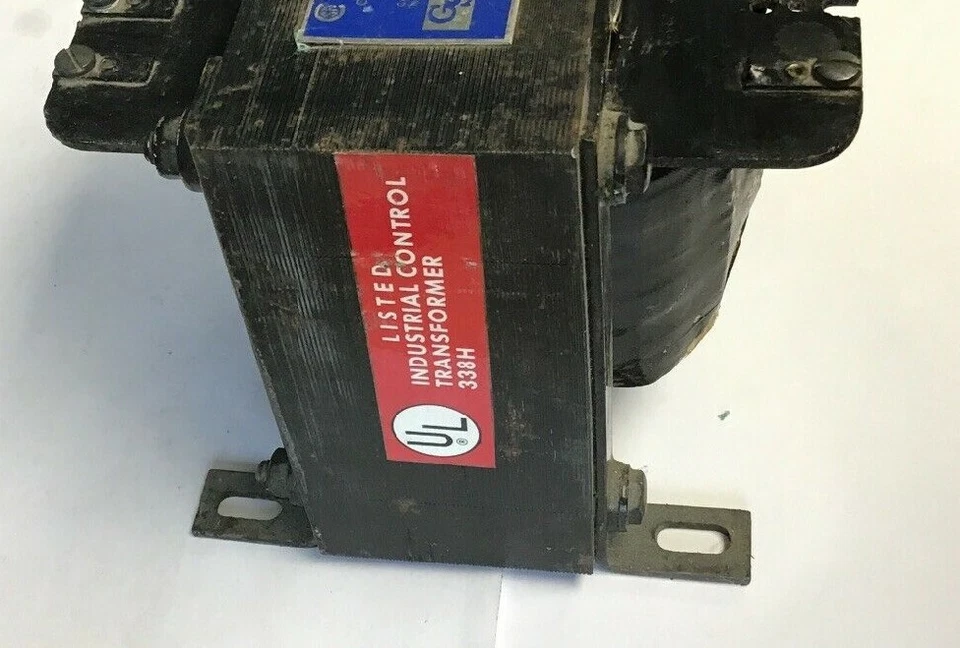 LISTED
INDUSTRIAL CONTROL
TRANSFORMER
338H
UL ®